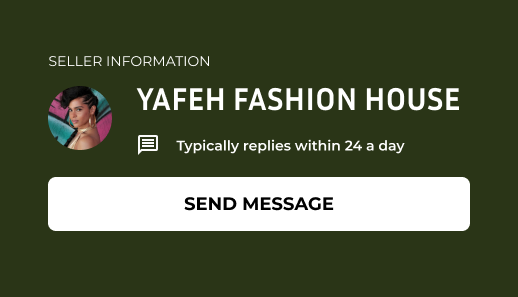 SELLER INFORMATION
YAFEH FASHION HOUSE
Typically replies within 24 a day
SEND MESSAGE